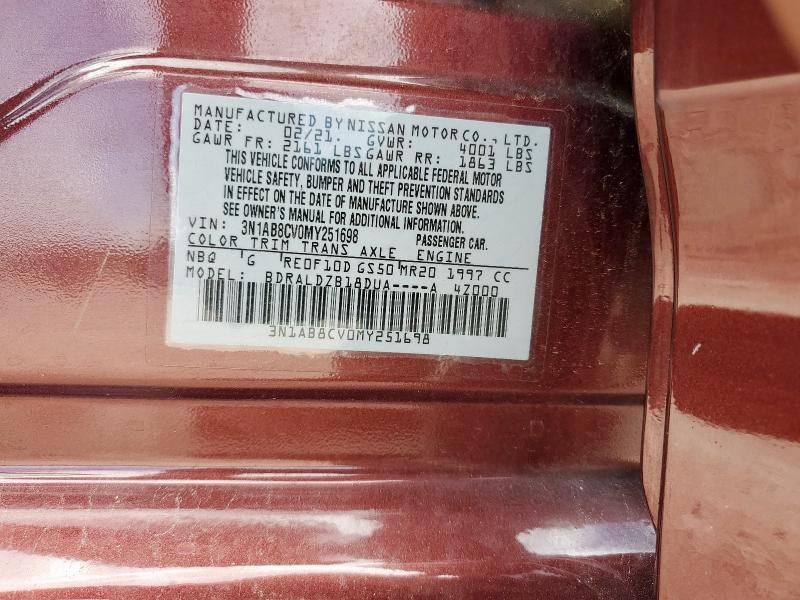 MANUFACTURED BY NISSAN MOTOR CO., LTD.
DATE: 02/21. GVWR: 4001 LBS
GAWR FR: 2161 LBS GAWR RR: 1863 LBS
THIS VEHICLE CONFORMS TO ALL APPLICABLE FEDERAL MOTOR
VEHICLE SAFETY, BUMPER AND THEFT PREVENTION STANDARDS
IN EFFECT ON THE DATE OF MANUFACTURE SHOWN ABOVE.
SEE OWNER'S MANUAL FOR ADDITIONAL INFORMATION.
VIN: 3N1AB8CV0MY251698 PASSENGER CAR.
COLOR TRIM TRANS AXLE ENGINE
NBQ 'G 'RE0F10D GS50 MR20 1997 CC
MODEL: BDRALDZB18DUA----A 4Z000
3N1AB8CV0MY251698